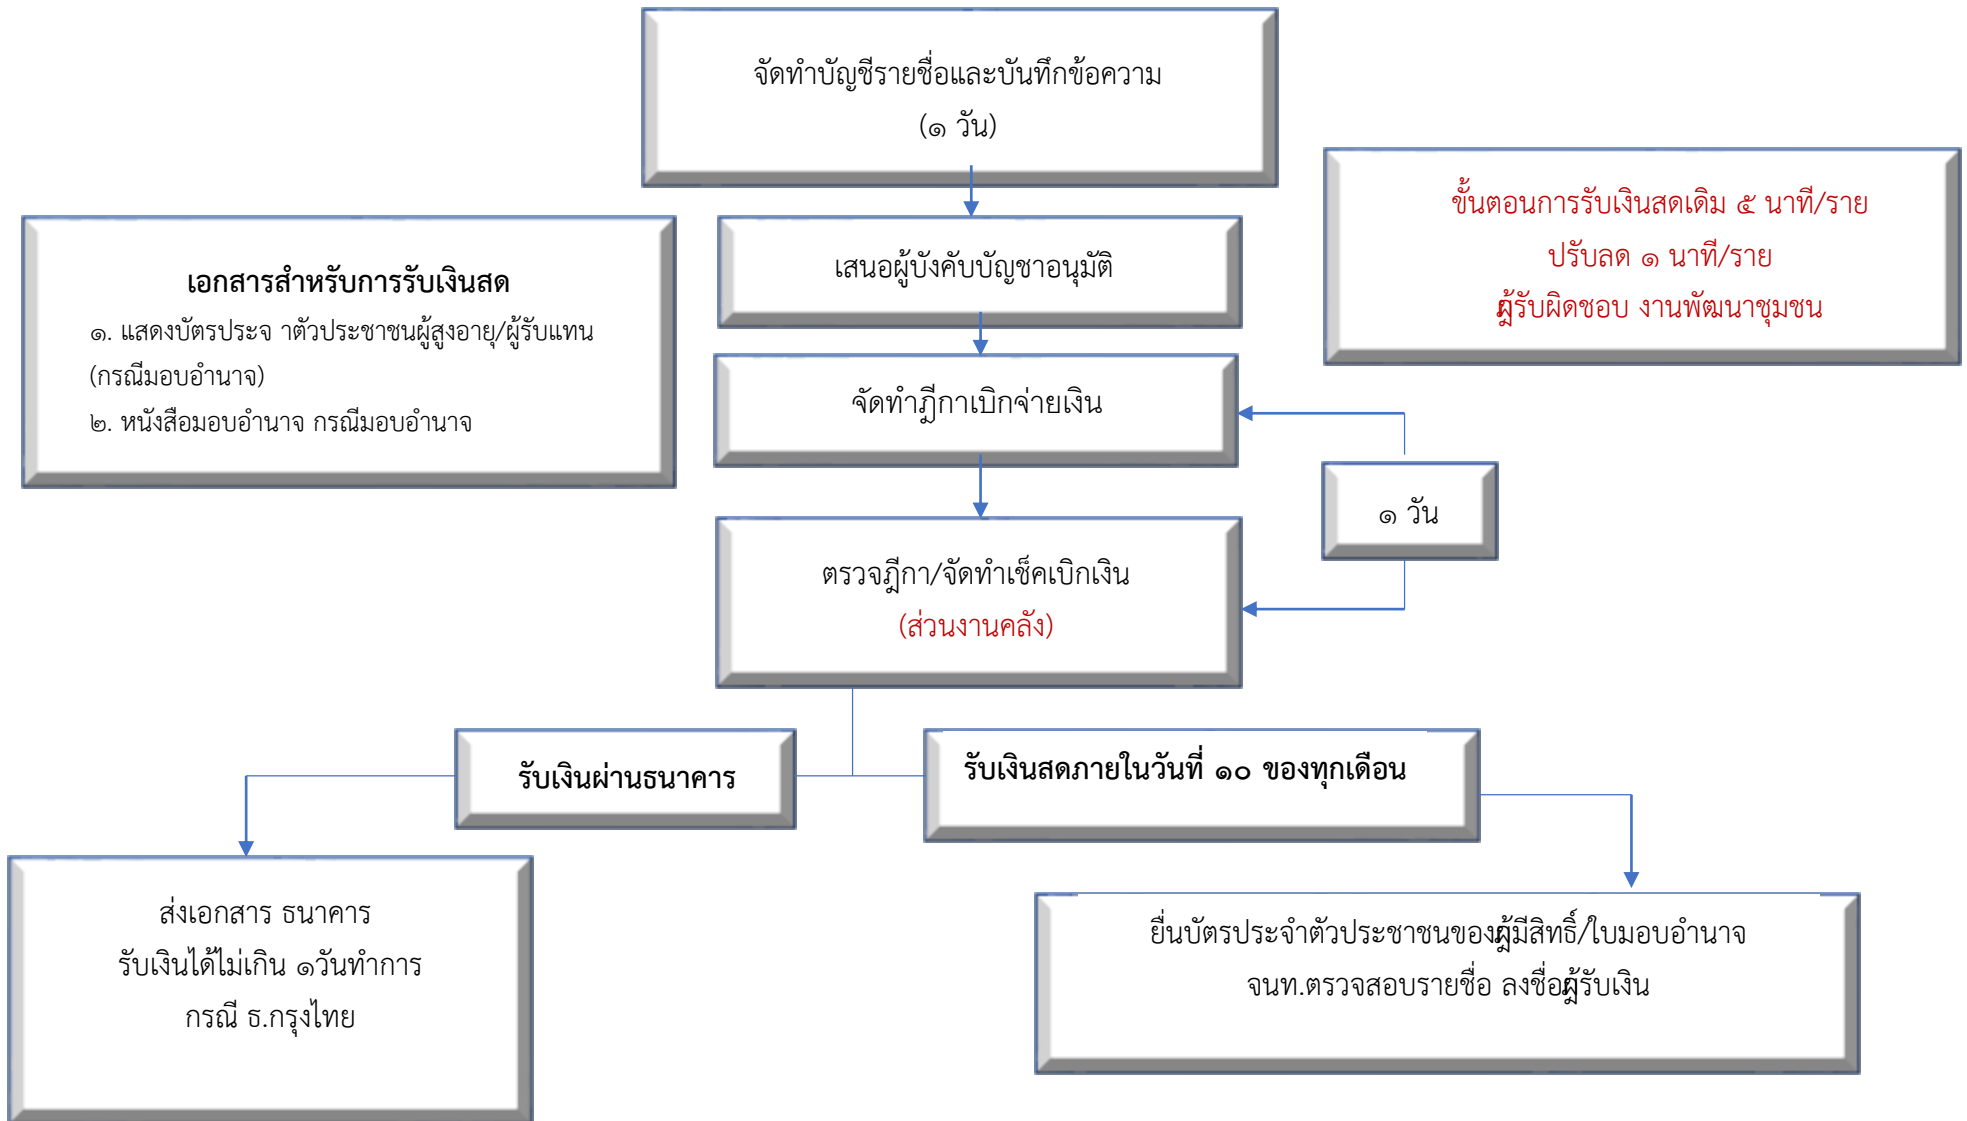 จัดทำบัญชีรายชื่อและบันทึกข้อความ
(๑ วัน)
ขั้นตอนการรับเงินสดเดิม ๕ นาที/ราย
ปรับลด ๑ นาที/ราย
ผู้รับผิดชอบ งานพัฒนาชุมชน
เสนอผู้บังคับบัญชาอนุมัติ
เอกสารสำหรับการรับเงินสด
๑. แสดงบัตรประจ าตัวประชาชนผู้สูงอายุ/ผู้รับแทน
(กรณีมอบอำนาจ)
๒. หนังสือมอบอำนาจ กรณีมอบอำนาจ
จัดทำฎีกาเบิกจ่ายเงิน
๑ วัน
ตรวจฎีกา/จัดทำเช็คเบิกเงิน
(ส่วนงานคลัง)
รับเงินผ่านธนาคาร
รับเงินสดภายในวันที่ ๑๐ ของทุกเดือน
ส่งเอกสาร ธนาคาร
รับเงินได้ไม่เกิน ๑วันทำการ
กรณี ธ.กรุงไทย
ยื่นบัตรประจำตัวประชาชนของผู้มีสิทธิ์/ใบมอบอำนาจ
จนท.ตรวจสอบรายชื่อ ลงชื่อผู้รับเงิน